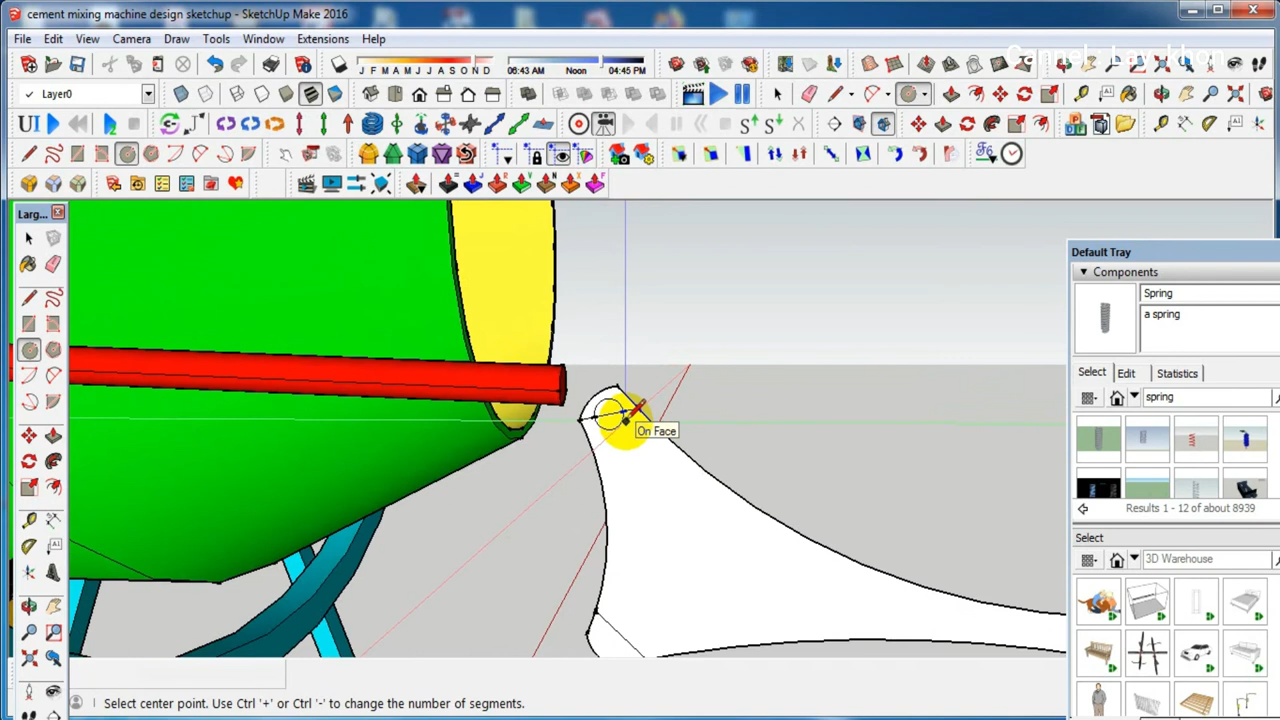 cement mixing machine design sketchup - SketchUp Make 2016
File Edit View Camera Draw Tools Window Extensions Help
Cannel : Lay khon
J F M A M J J A S O N D
06:43 AM Noon 04:45 PM
Layer0
UI
Larg...
Default Tray
Components
Spring
a spring
Select Edit Statistics
spring
Results 1 - 12 of about 8939
Select
3D Warehouse
On Face
Select center point. Use Ctrl '+' or Ctrl '-' to change the number of segments.